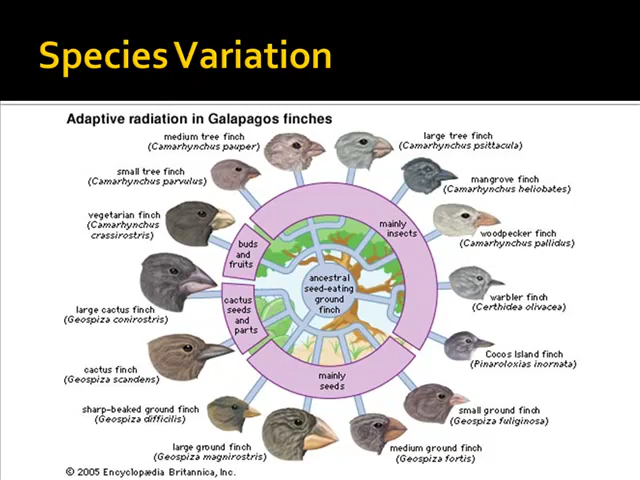 Species Variation
Adaptive radiation in Galapagos finches
medium tree finch
(Camarhynchus pauper)
large tree finch
(Camarhynchus psittacula)
small tree finch
(Camarhynchus parvulus)
mangrove finch
(Camarhynchus heliobates)
vegetarian finch
(Camarhynchus
crassirostris)
woodpecker finch
(Camarhynchus pallidus)
mainly
insects
buds
and
fruits
ancestral
seed-eating
ground
finch
cactus
seeds
and
parts
warbler finch
(Certhidea olivacea)
large cactus finch
(Geospiza conirostris)
Cocos Island finch
(Pinaroloxias inornata)
cactus finch
(Geospiza scandens)
mainly
seeds
sharp-beaked ground finch
(Geospiza difficilis)
small ground finch
(Geospiza fuliginosa)
large ground finch
(Geospiza magnirostris)
medium ground finch
(Geospiza fortis)
© 2005 Encyclopædia Britannica, Inc.